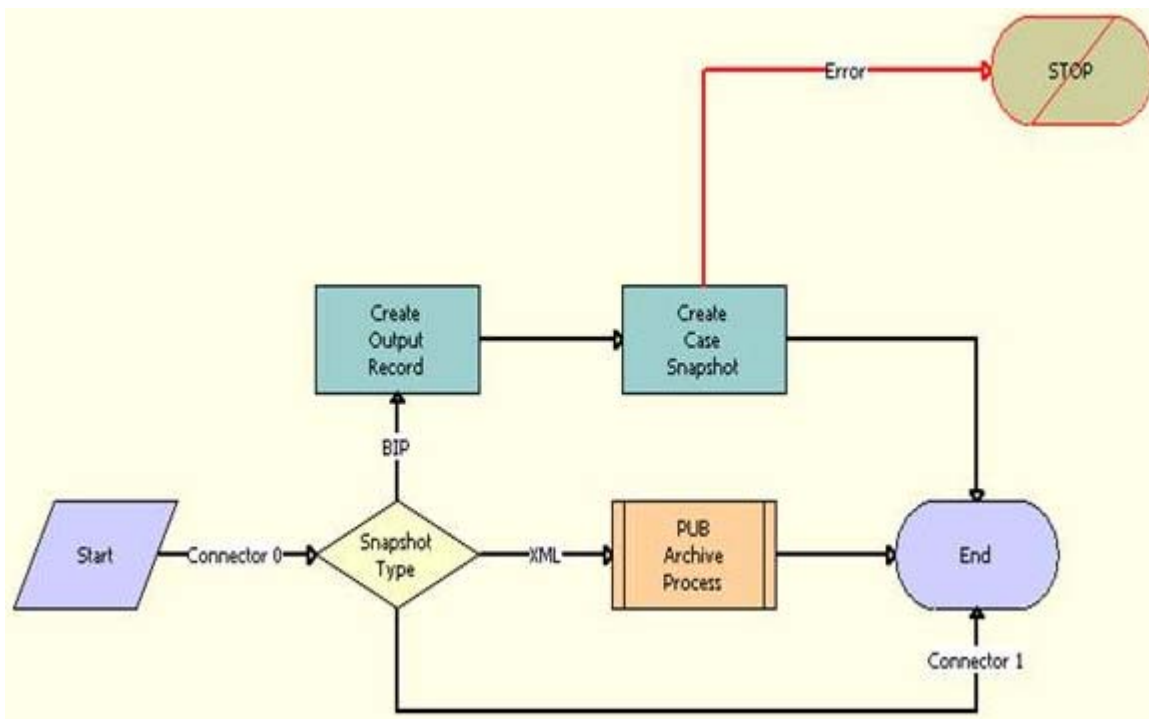 Error
STOP
Create
Output
Record
Create
Case
Snapshot
BIP
Start
Connector 0
Snapshot
Type
XML
PUB
Archive
Process
End
Connector 1